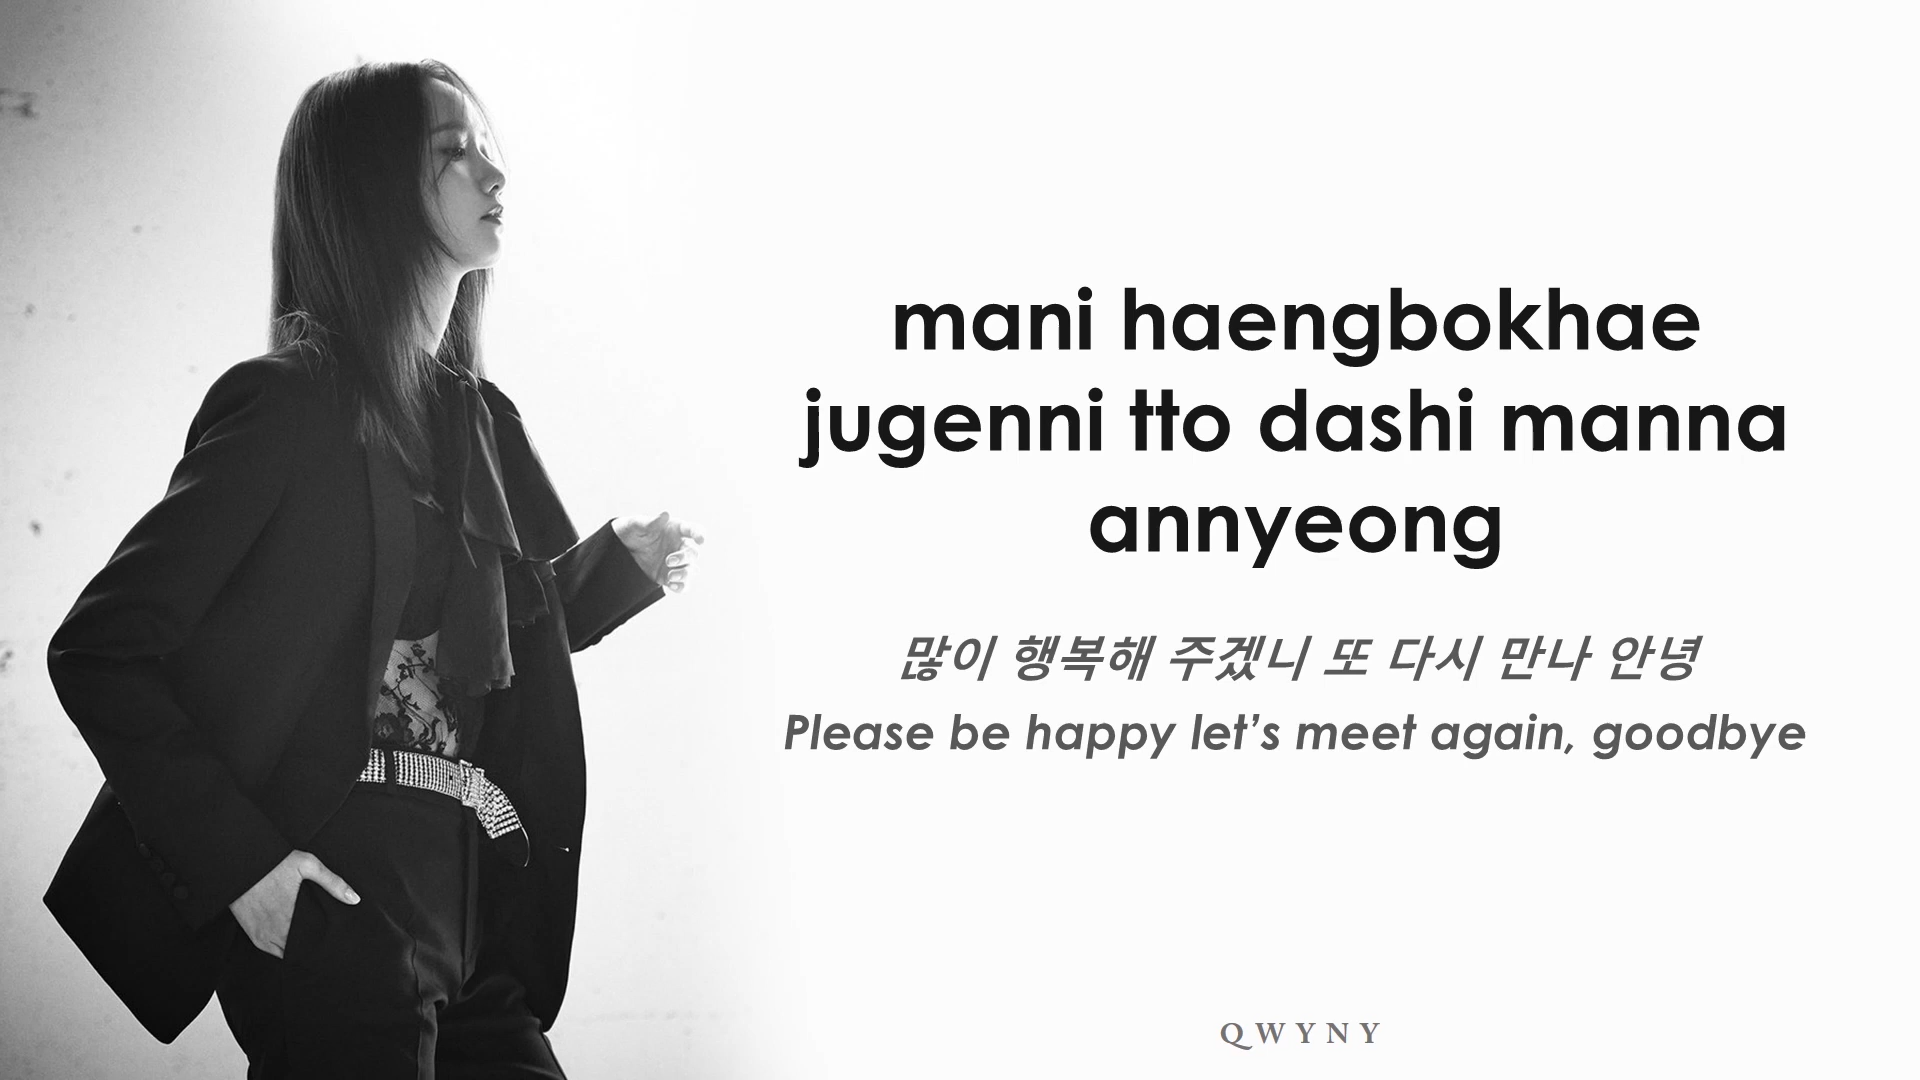 mani haengbokhae
jugenni tto dashi manna
annyeong
많이 행복해 주겠니 또 다시 만나 안녕
Please be happy let’s meet again, goodbye
QWYNY